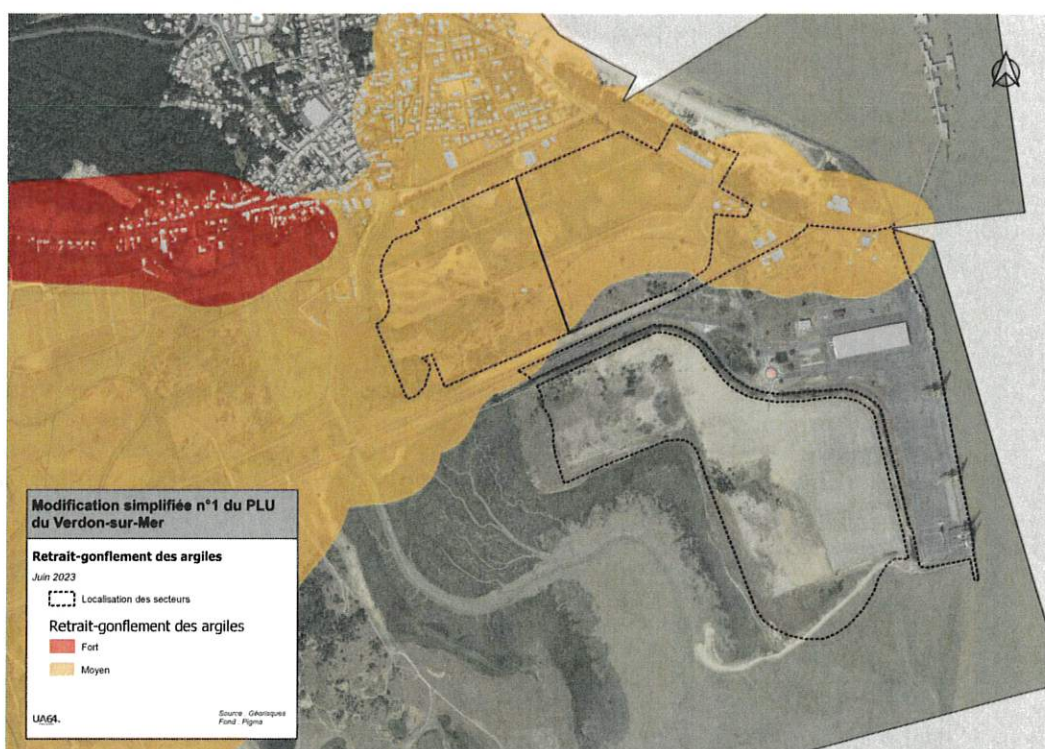 Modification simplifiée n°1 du PLU
du Verdon-sur-Mer
Retrait-gonflement des argiles
Juin 2023
Localisation des secteurs
Retrait-gonflement des argiles
Fort
Moyen
UA64.
Source : Géorisques
Fond : Pigma